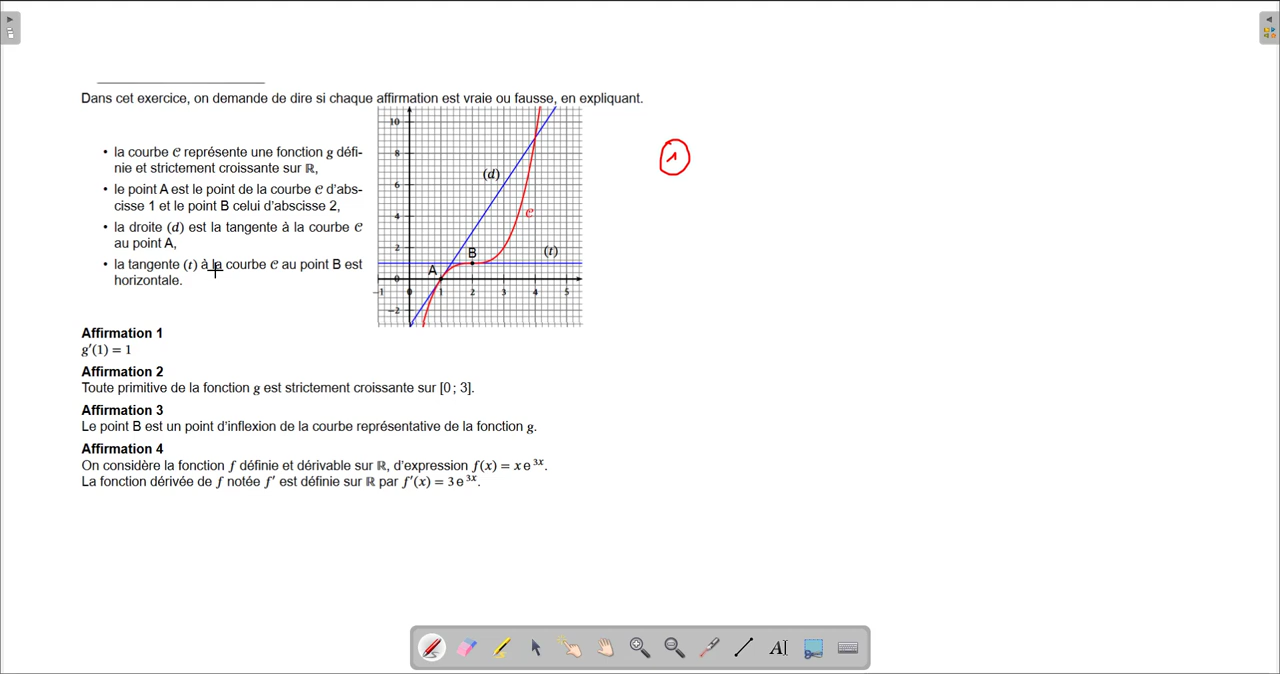 Dans cet exercice, on demande de dire si chaque affirmation est vraie ou fausse, en expliquant.
• la courbe 𝒞 représente une fonction g défi-
nie et strictement croissante sur ℝ,
• le point A est le point de la courbe 𝒞 d'abs-
cisse 1 et le point B celui d'abscisse 2,
• la droite (d) est la tangente à la courbe 𝒞
au point A,
• la tangente (t) à la courbe 𝒞 au point B est
horizontale.
10
8
6
4
2
0
−2
−1
0
1
2
3
4
5
(d)
𝒞
B
(t)
A
1
Affirmation 1
g′(1) = 1
Affirmation 2
Toute primitive de la fonction g est strictement croissante sur [0 ; 3].
Affirmation 3
Le point B est un point d'inflexion de la courbe représentative de la fonction g.
Affirmation 4
On considère la fonction f définie et dérivable sur ℝ, d'expression f(x) = x e³ˣ.
La fonction dérivée de f notée f′ est définie sur ℝ par f′(x) = 3 e³ˣ.
AI